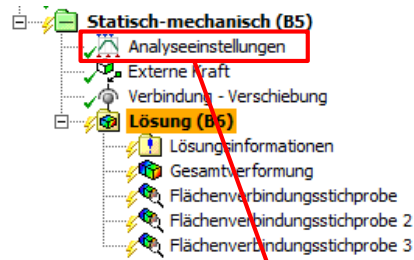 Statisch-mechanisch (B5)
Analyseeinstellungen
Externe Kraft
Verbindung - Verschiebung
Lösung (B6)
Lösungsinformationen
Gesamtverformung
Flächenverbindungsstichprobe
Flächenverbindungsstichprobe 2
Flächenverbindungsstichprobe 3